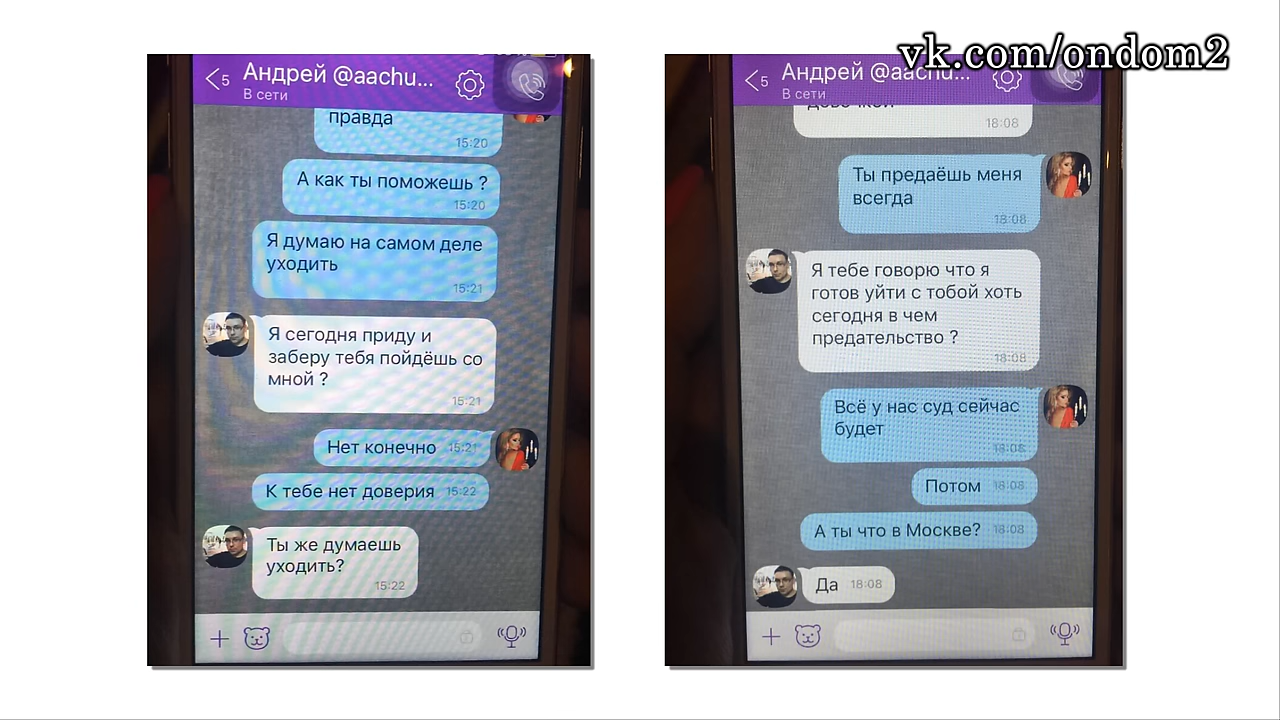 vk.com/ondom2
5
Андрей @aachu...
В сети
правда
15:20
А как ты поможешь ?
15:20
Я думаю на самом деле
уходить
15:21
Я сегодня приду и
заберу тебя пойдёшь со
мной ?
15:21
Нет конечно 15:21
К тебе нет доверия 15:22
Ты же думаешь
уходить?
15:22
5
Андрей @aachu...
В сети
18:08
Ты предаёшь меня
всегда
18:08
Я тебе говорю что я
готов уйти с тобой хоть
сегодня в чем
предательство ?
18:08
Всё у нас суд сейчас
будет
18:08
Потом 18:08
А ты что в Москве? 18:08
Да 18:08